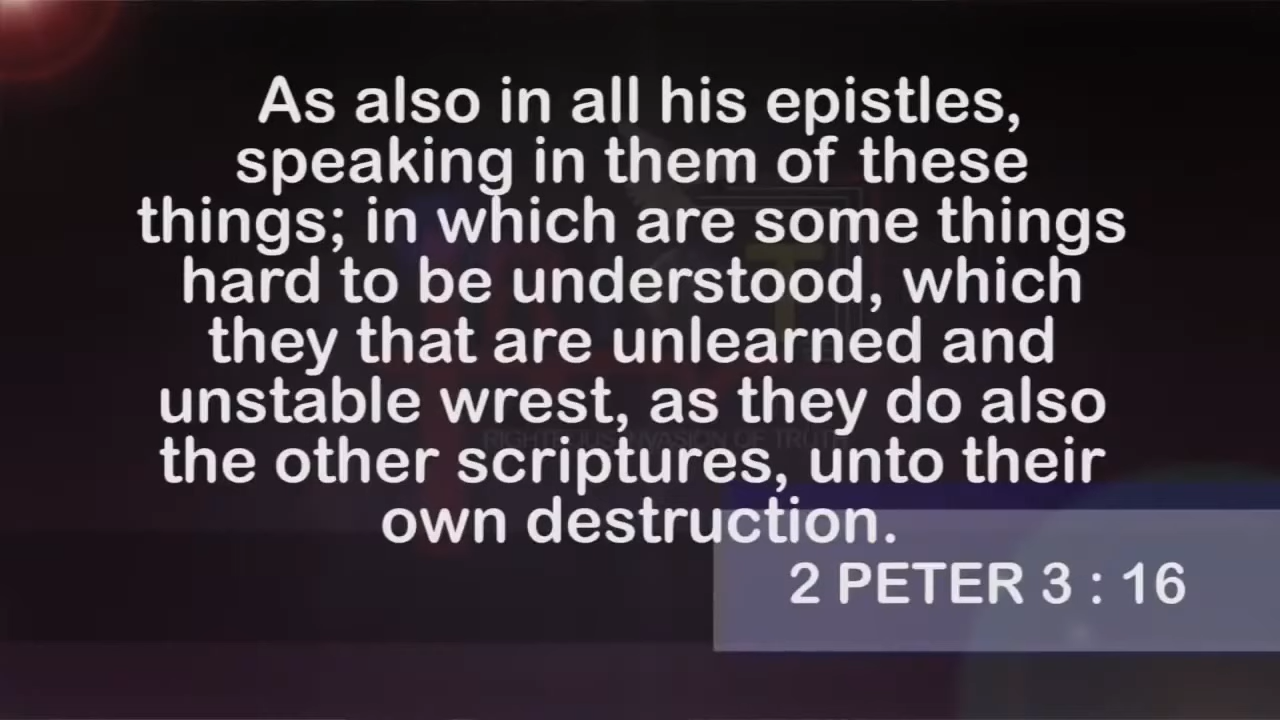 As also in all his epistles,
speaking in them of these
things; in which are some things
hard to be understood, which
they that are unlearned and
unstable wrest, as they do also
the other scriptures, unto their
own destruction.
2 PETER 3 : 16